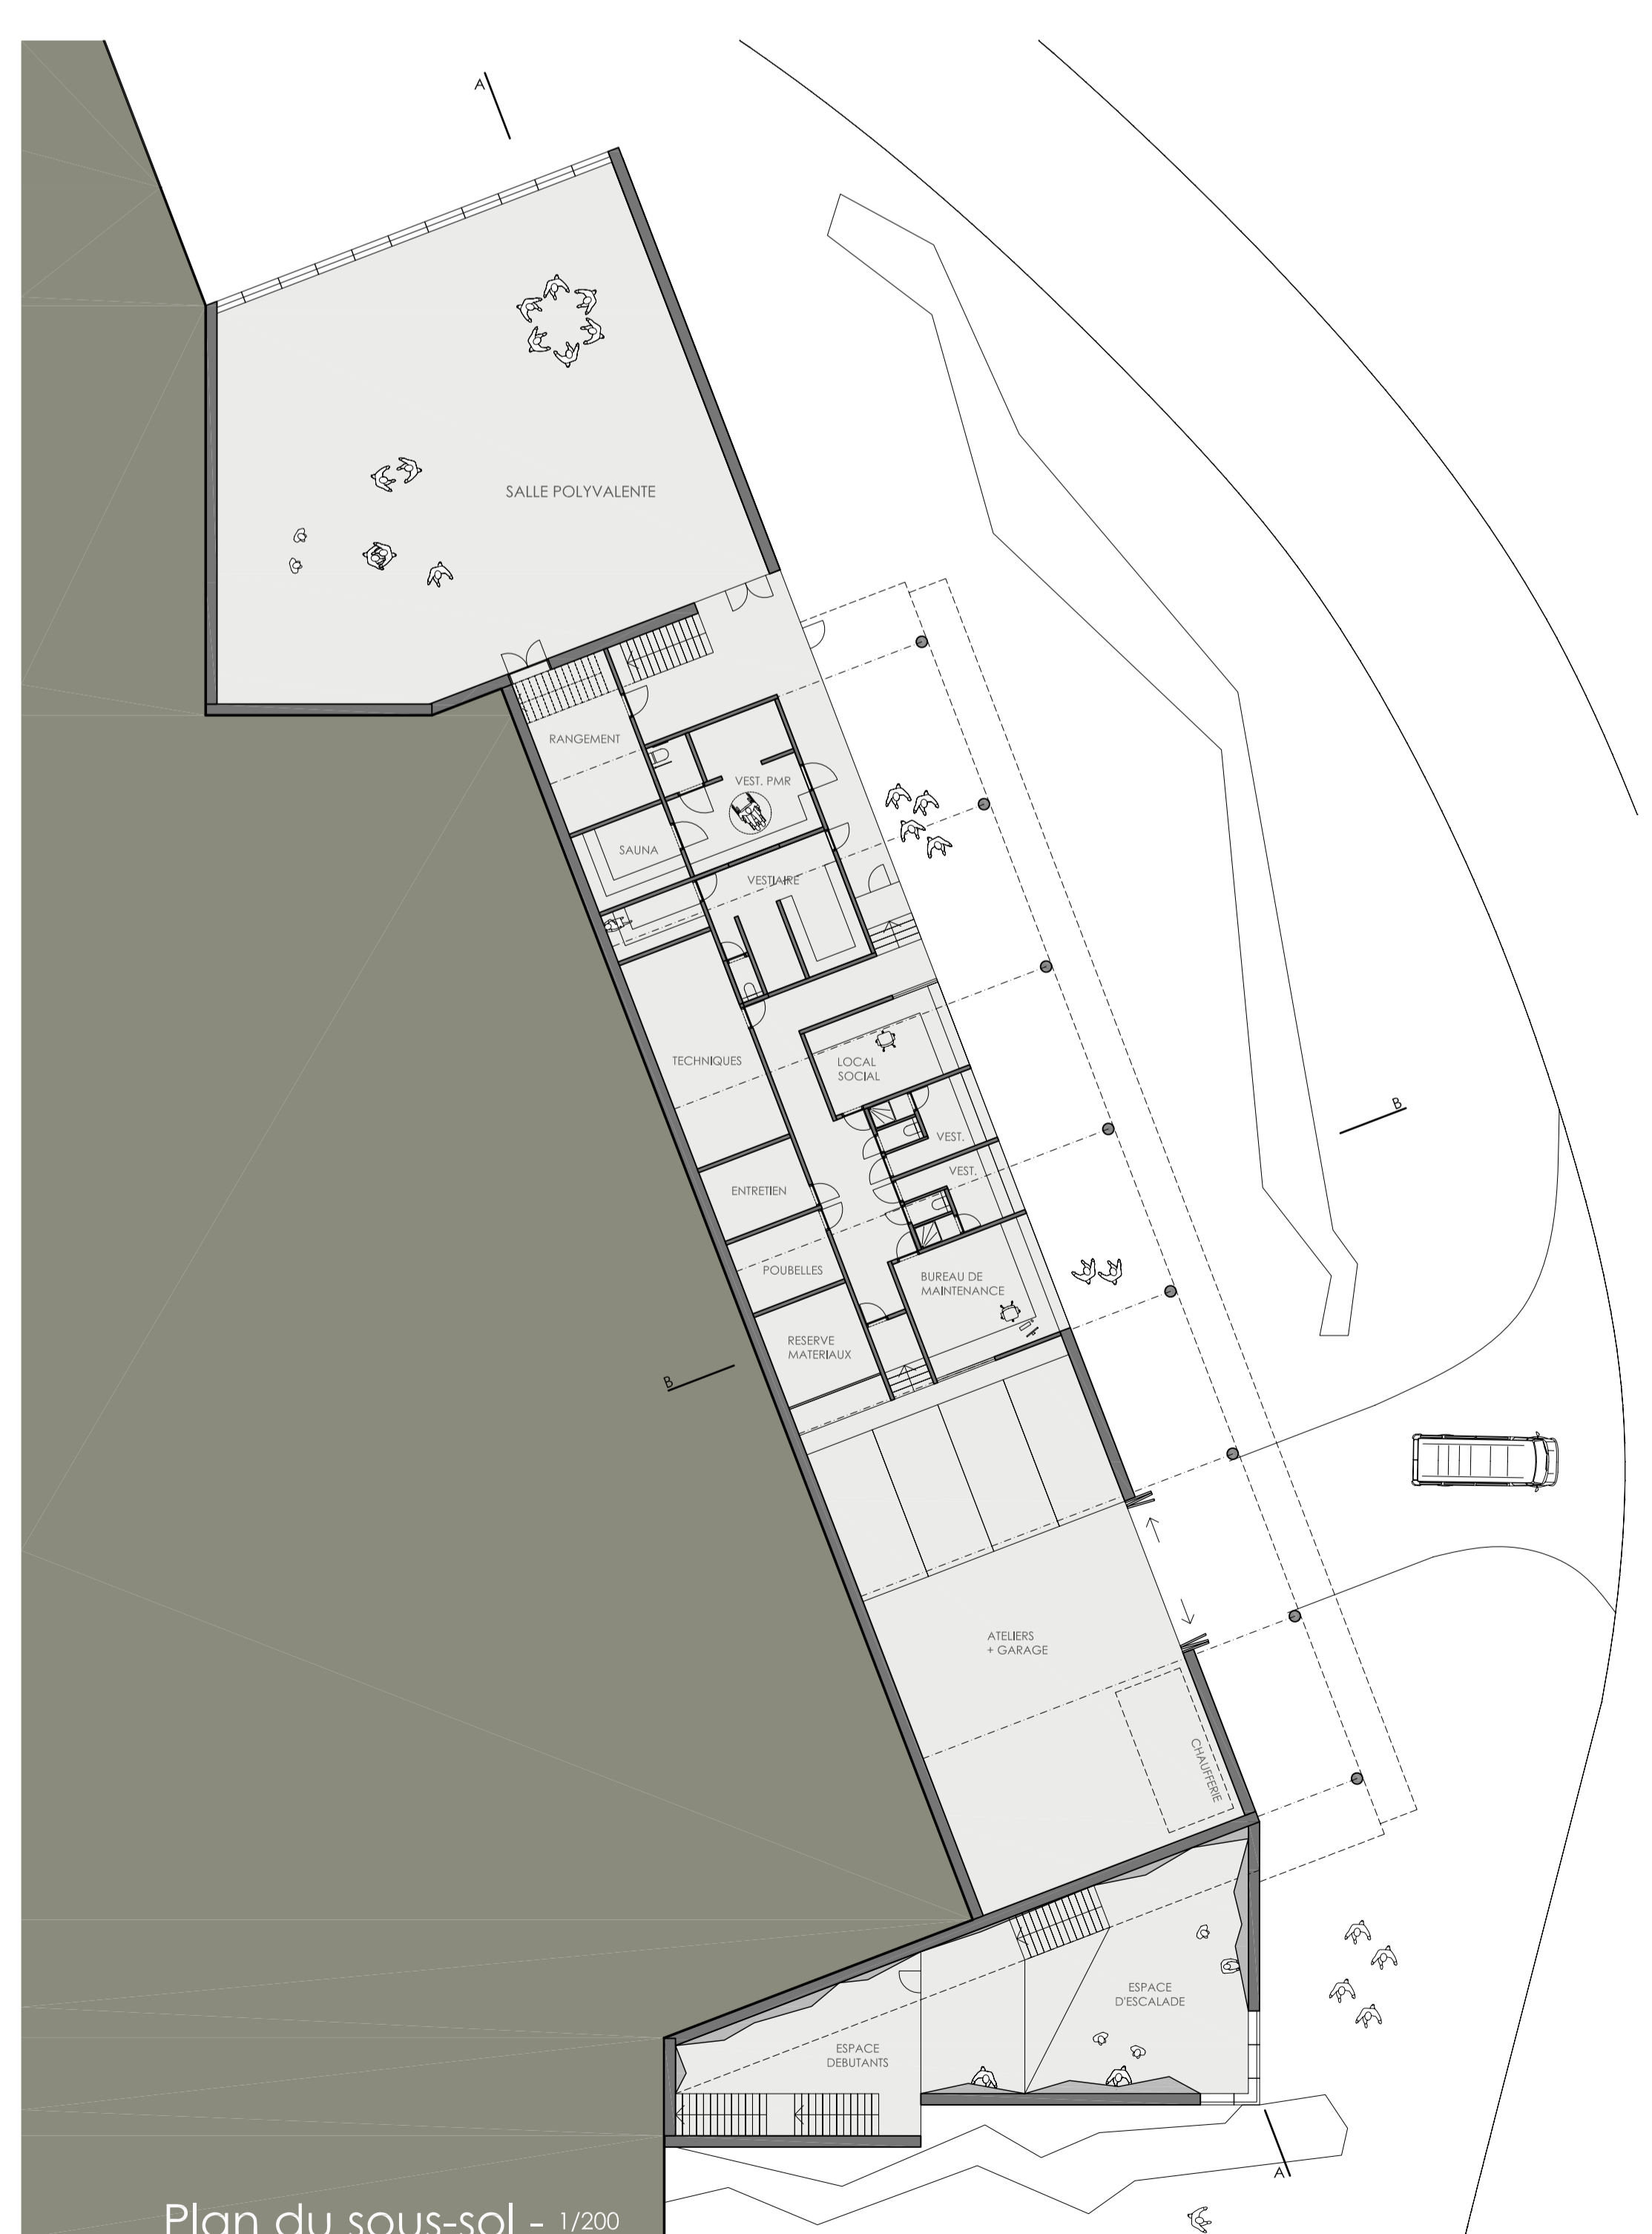 A
SALLE POLYVALENTE
RANGEMENT
VEST. PMR
SAUNA
VESTIAIRE
TECHNIQUES
LOCAL
SOCIAL
B
VEST.
VEST.
ENTRETIEN
POUBELLES
BUREAU DE
MAINTENANCE
RESERVE
MATERIAUX
B
ATELIERS
+ GARAGE
CHAUFFERIE
ESPACE
D'ESCALADE
ESPACE
DEBUTANTS
A
Plan du sous-sol - 1/200